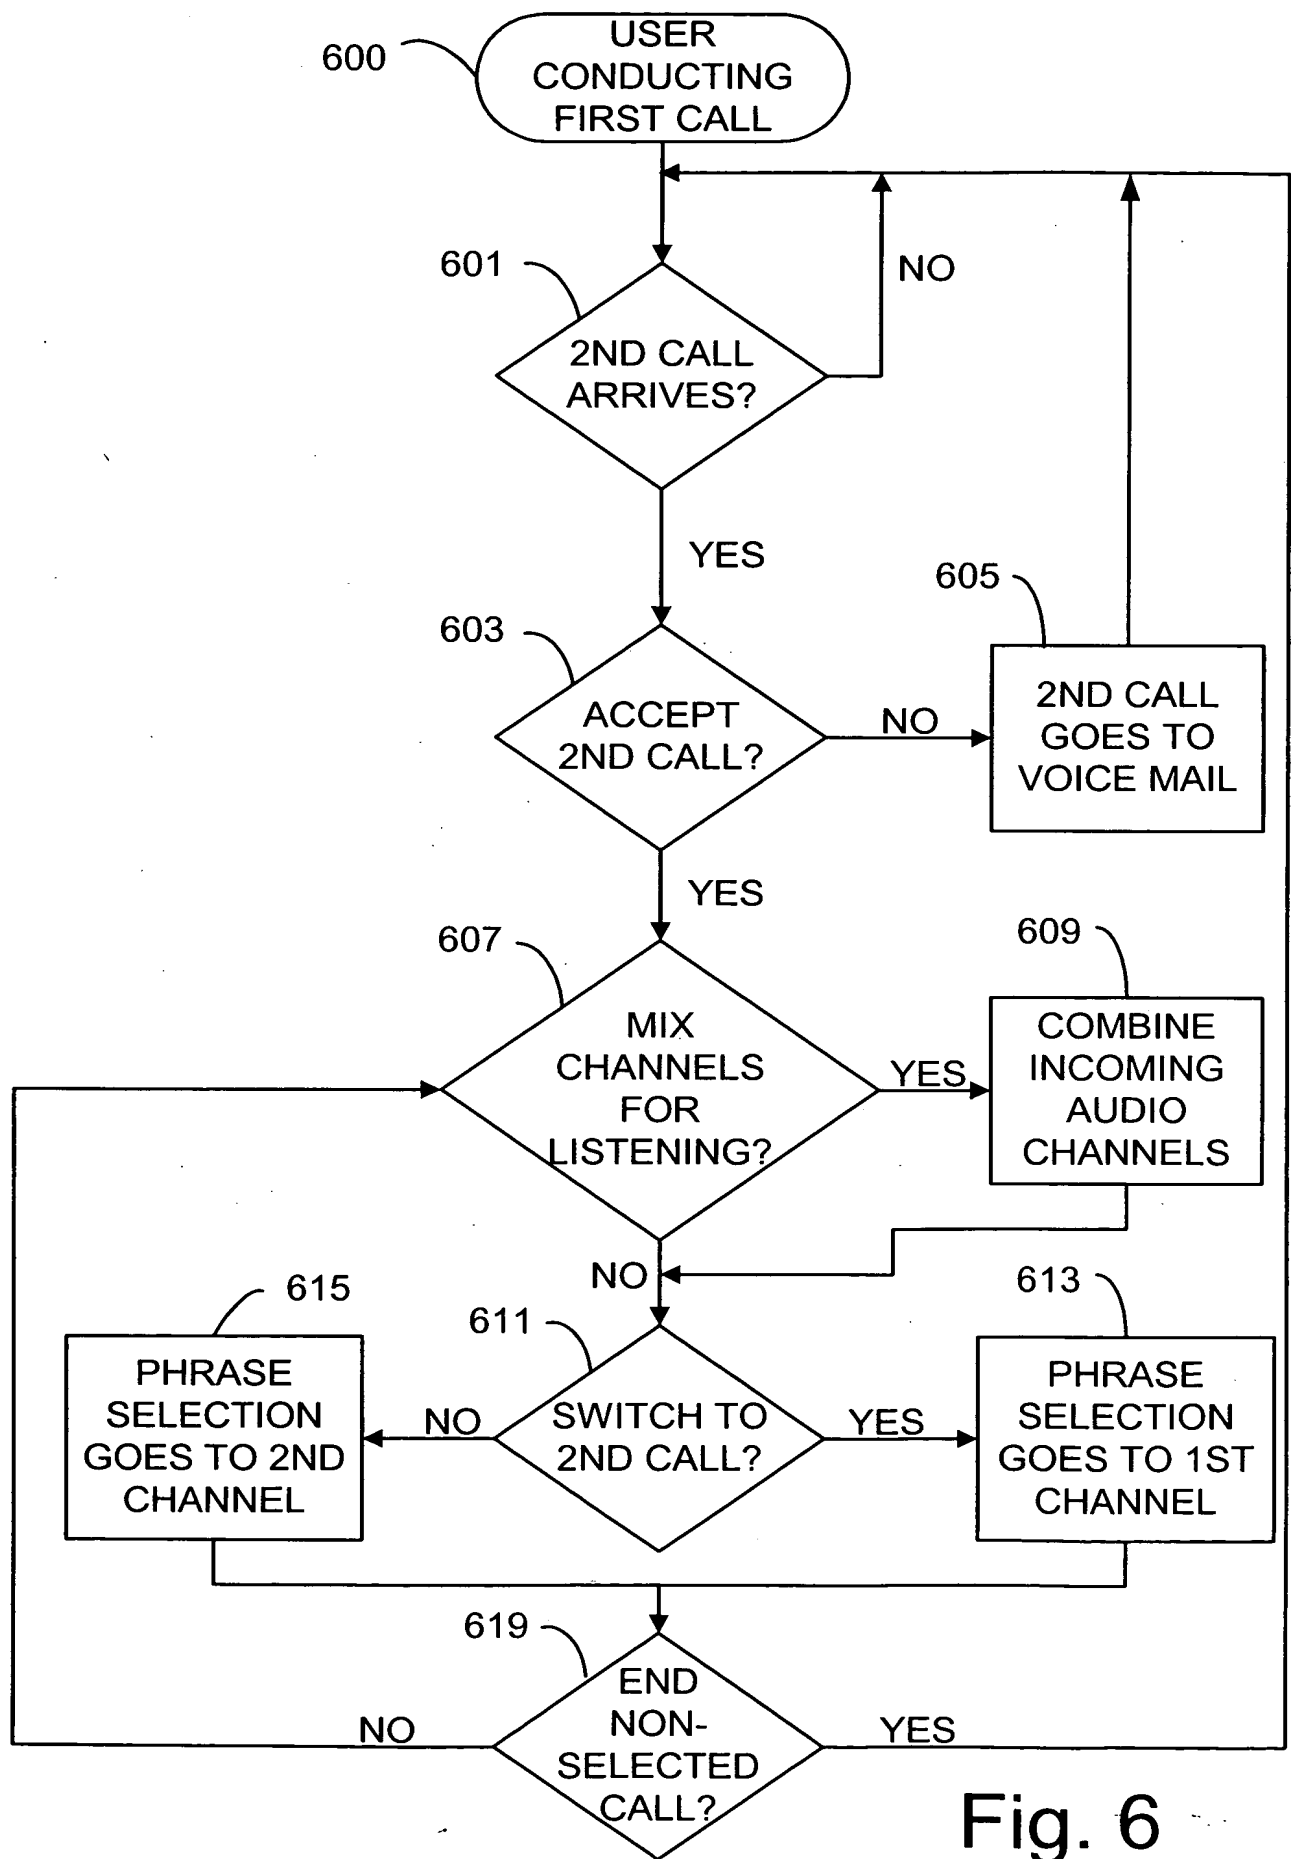 600
USER
CONDUCTING
FIRST CALL
601
2ND CALL
ARRIVES?
NO
YES
603
ACCEPT
2ND CALL?
NO
605
2ND CALL
GOES TO
VOICE MAIL
YES
607
MIX
CHANNELS
FOR
LISTENING?
YES
609
COMBINE
INCOMING
AUDIO
CHANNELS
NO
615
PHRASE
SELECTION
GOES TO 2ND
CHANNEL
611
NO
SWITCH TO
2ND CALL?
YES
613
PHRASE
SELECTION
GOES TO 1ST
CHANNEL
619
NO
END
NON-
SELECTED
CALL?
YES
Fig. 6